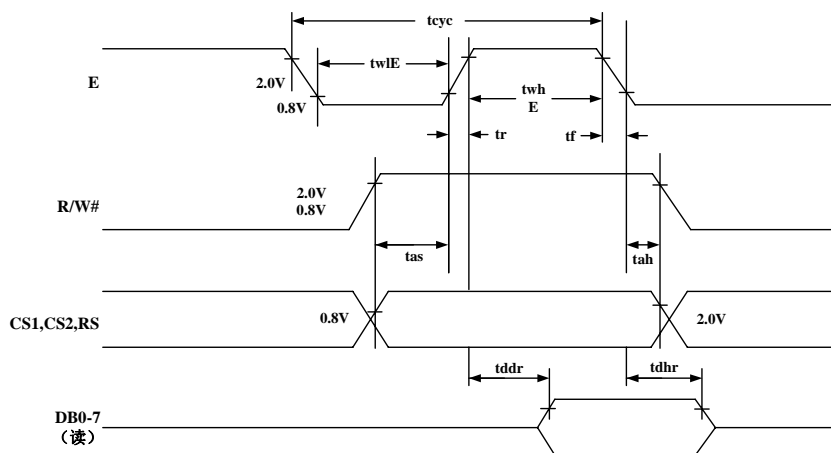 tcyc
twlE
E
2.0V
0.8V
twh
E
tr
tf
2.0V
0.8V
R/W#
tas
tah
CS1,CS2,RS
0.8V
2.0V
tddr
tdhr
DB0-7
（读）